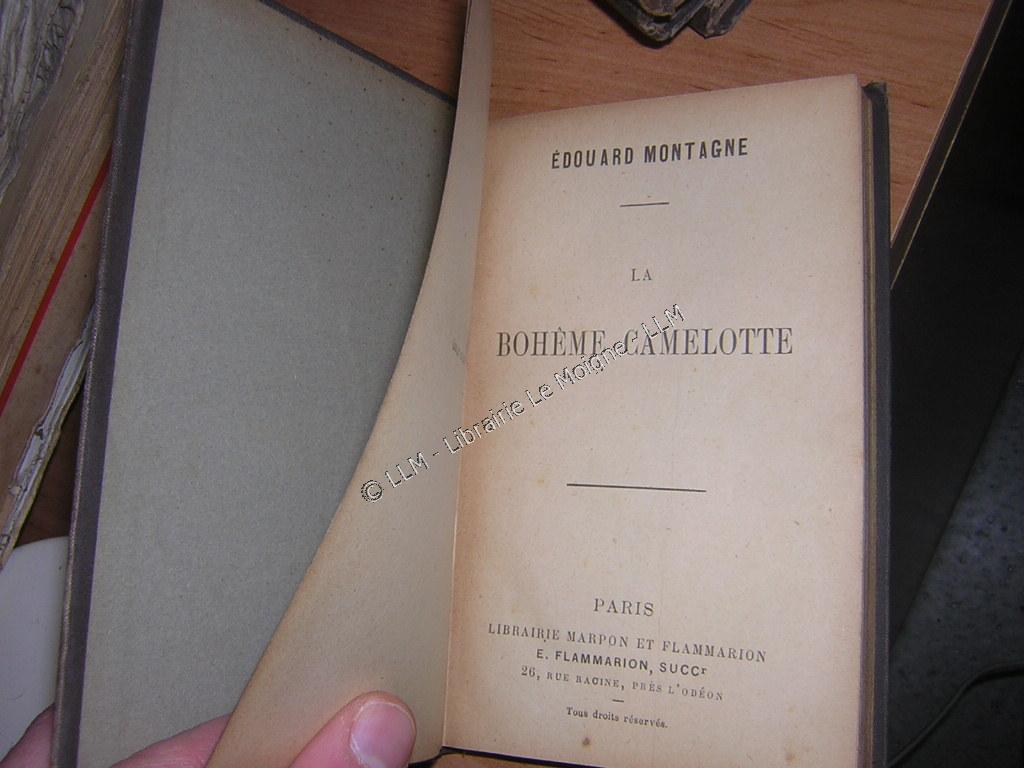 ÉDOUARD MONTAGNE
LA
BOHÊME CAMELOTTE
© LLM - Librairie Le Moigne - LLM
PARIS
LIBRAIRIE MARPON ET FLAMMARION
E. FLAMMARION, SUCCr
26, RUE RACINE, PRÈS L'ODÉON
Tous droits réservés.